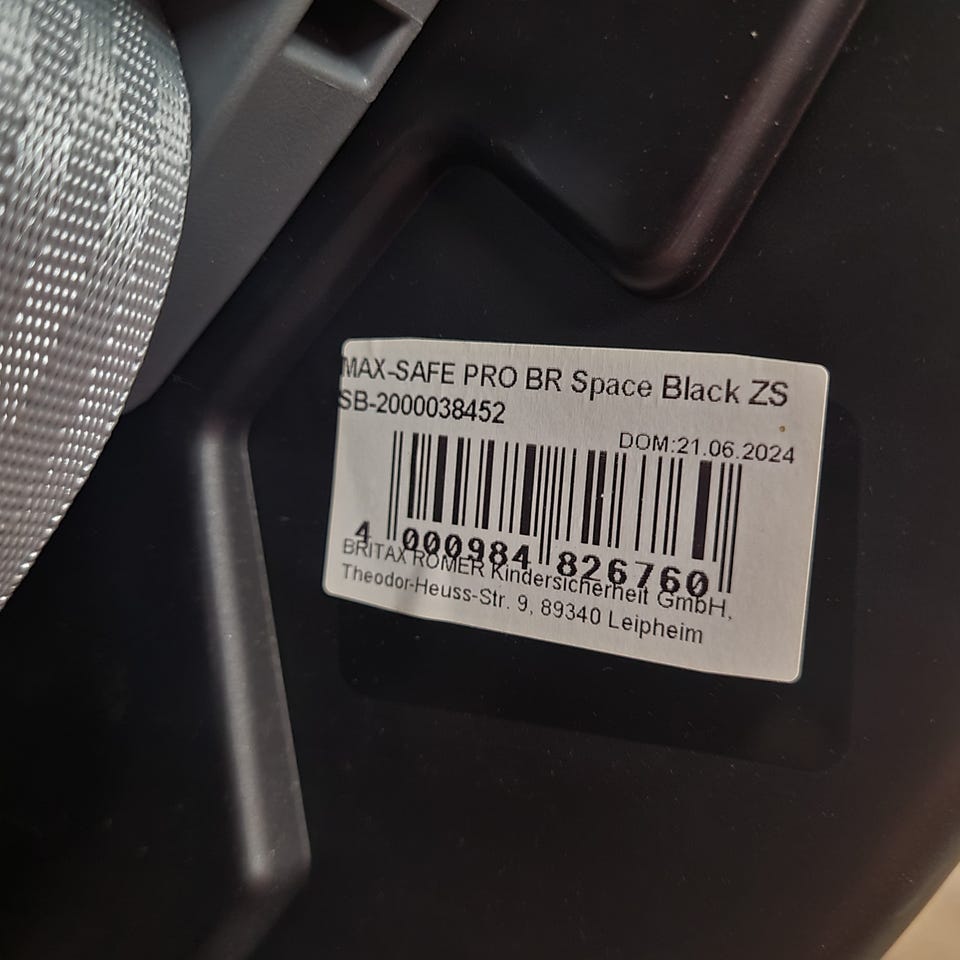 MAX-SAFE PRO BR Space Black ZS
SB-2000038452
DOM:21.06.2024
4 000984 826760
BRITAX RÖMER Kindersicherheit GmbH,
Theodor-Heuss-Str. 9, 89340 Leipheim